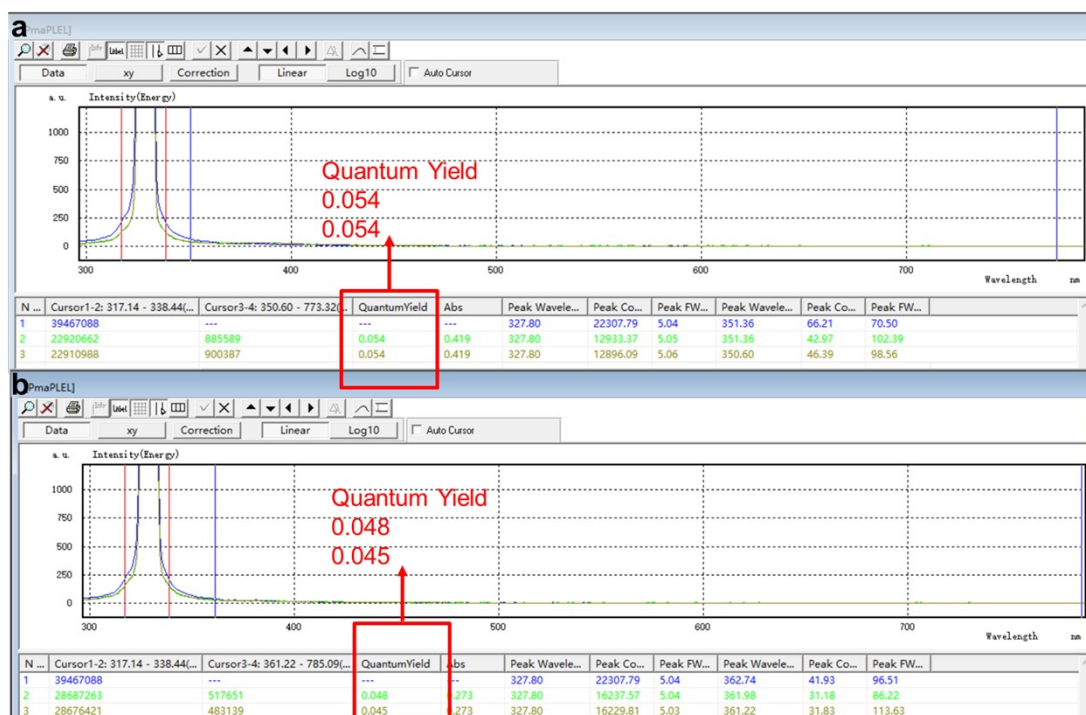 a
PmaPLEL]
Label
Data xy Correction Linear Log10 Auto Cursor
a. u. Intensity(Energy)
1000
750
500
250
0
Quantum Yield
0.054
0.054
300 400 500 600 700
Wavelength nm
N ... Cursor1-2: 317.14 - 338.44(... Cursor3-4: 350.60 - 773.32(... QuantumYield Abs Peak Wavele... Peak Co... Peak FW... Peak Wavele... Peak Co... Peak FW...
1 39467088 --- --- --- 327.80 22307.79 5.04 351.36 66.21 70.50
2 22920662 885589 0.054 0.419 327.80 12933.37 5.05 351.36 42.97 102.39
3 22910988 900387 0.054 0.419 327.80 12896.09 5.06 350.60 46.39 98.56
b
PmaPLEL]
Label
Data xy Correction Linear Log10 Auto Cursor
a. u. Intensity(Energy)
1000
750
500
250
0
Quantum Yield
0.048
0.045
300 400 500 600 700
Wavelength nm
N ... Cursor1-2: 317.14 - 338.44(... Cursor3-4: 361.22 - 785.09(... QuantumYield Abs Peak Wavele... Peak Co... Peak FW... Peak Wavele... Peak Co... Peak FW...
1 39467088 --- --- --- 327.80 22307.79 5.04 362.74 41.93 96.51
2 28687263 517651 0.048 0.273 327.80 16237.57 5.04 361.98 31.18 86.22
3 28676421 483139 0.045 0.273 327.80 16229.81 5.03 361.22 31.83 113.63